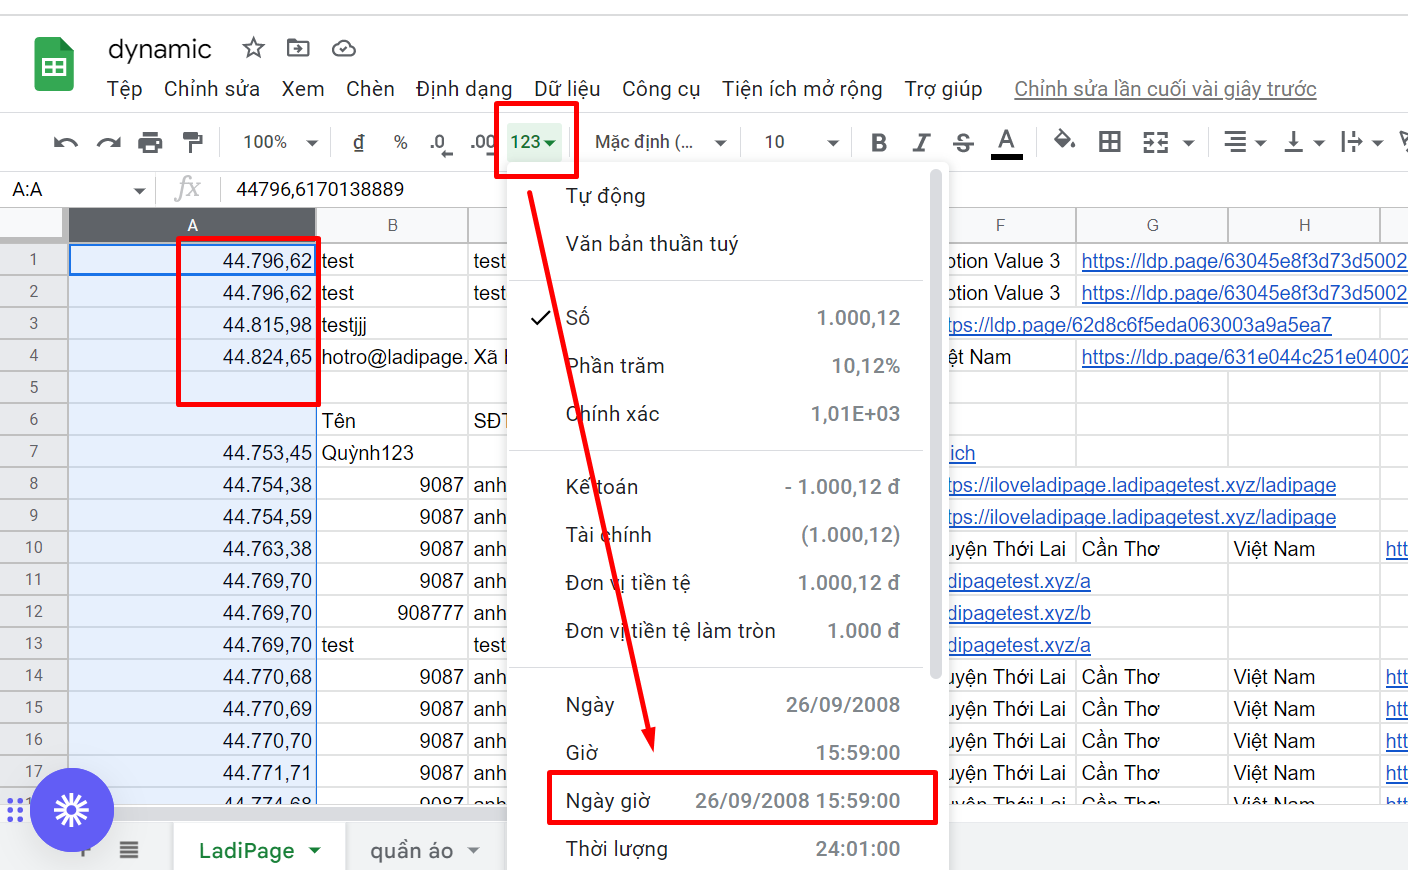 dynamic
Tệp Chỉnh sửa Xem Chèn Định dạng Dữ liệu Công cụ Tiện ích mở rộng Trợ giúp Chỉnh sửa lần cuối vài giây trước
100% đ % .0 .00 123 Mặc định (... 10 B I S A
A:A fx 44796,6170138889
A B F G H
1 44.796,62 test test ption Value 3 https://ldp.page/63045e8f3d73d5002
2 44.796,62 test test ption Value 3 https://ldp.page/63045e8f3d73d5002
3 44.815,98 testjjj tps://ldp.page/62d8c6f5eda063003a9a5ea7
4 44.824,65 hotro@ladipage. Xã ệt Nam https://ldp.page/631e044c251e04002
5
6 Tên SĐT
7 44.753,45 Quỳnh123 ich
8 44.754,38 9087 anh tps://iloveladipage.ladipagetest.xyz/ladipage
9 44.754,59 9087 anh tps://iloveladipage.ladipagetest.xyz/ladipage
10 44.763,38 9087 anh uyện Thới Lai Cần Thơ Việt Nam htt
11 44.769,70 9087 anh dipagetest.xyz/a
12 44.769,70 908777 anh dipagetest.xyz/b
13 44.769,70 test test dipagetest.xyz/a
14 44.770,68 9087 anh uyện Thới Lai Cần Thơ Việt Nam htt
15 44.770,69 9087 anh uyện Thới Lai Cần Thơ Việt Nam htt
16 44.770,70 9087 anh uyện Thới Lai Cần Thơ Việt Nam htt
17 44.771,71 9087 anh uyện Thới Lai Cần Thơ Việt Nam htt
44.774,68 9087 anh uyện Thới Lai Cần Thơ Việt Nam htt
Tự động
Văn bản thuần tuý
Số 1.000,12
Phần trăm 10,12%
Chính xác 1,01E+03
Kế toán - 1.000,12 đ
Tài chính (1.000,12)
Đơn vị tiền tệ 1.000,12 đ
Đơn vị tiền tệ làm tròn 1.000 đ
Ngày 26/09/2008
Giờ 15:59:00
Ngày giờ 26/09/2008 15:59:00
Thời lượng 24:01:00
LadiPage quần áo